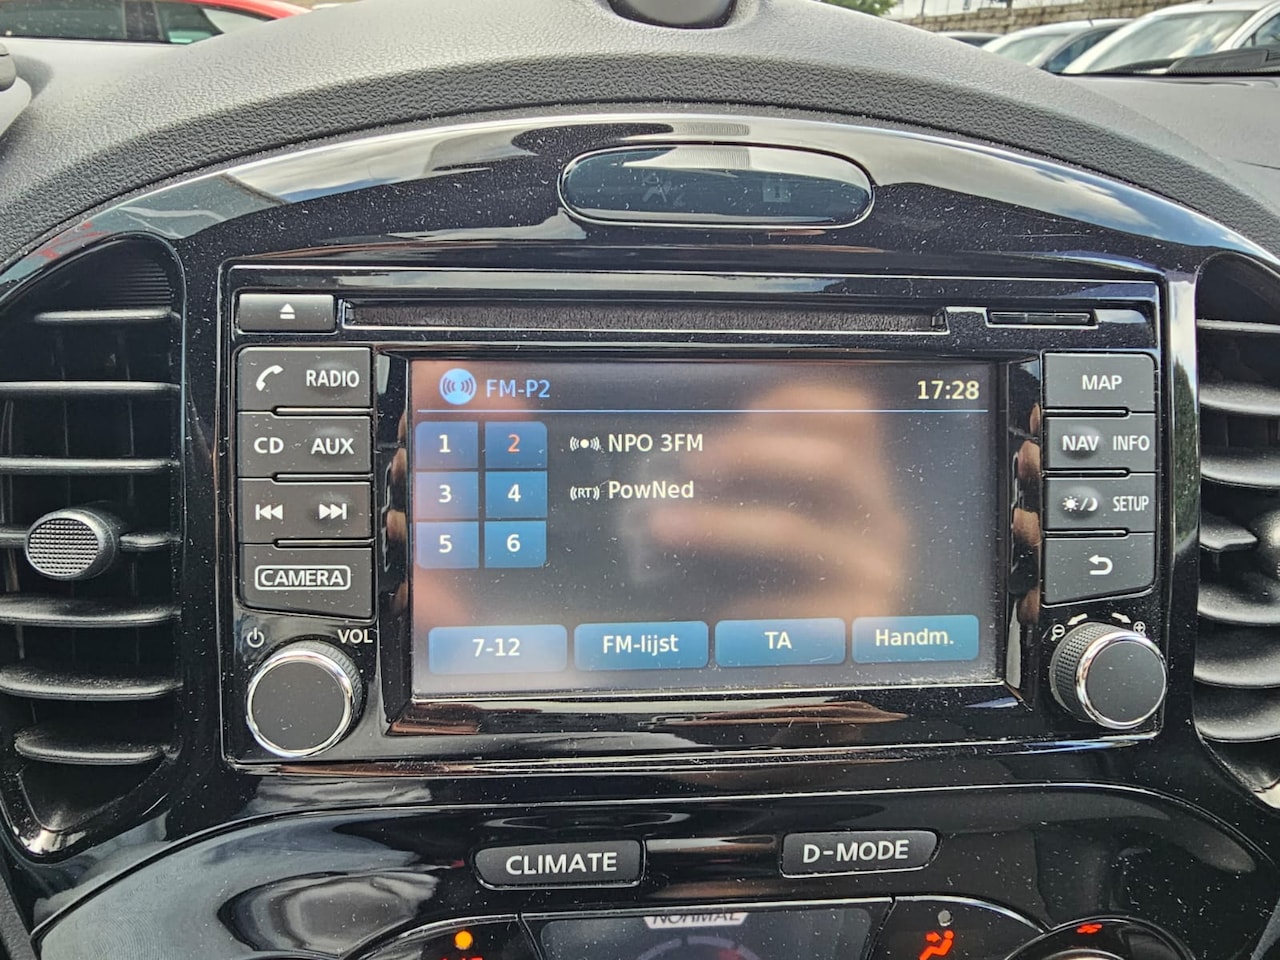 RADIO
CD AUX
CAMERA
VOL
FM-P2 17:28
1 2 NPO 3FM
3 4 RT PowNed
5 6
7-12 FM-lijst TA Handm.
MAP
NAV INFO
SETUP
CLIMATE D-MODE
NORMAL